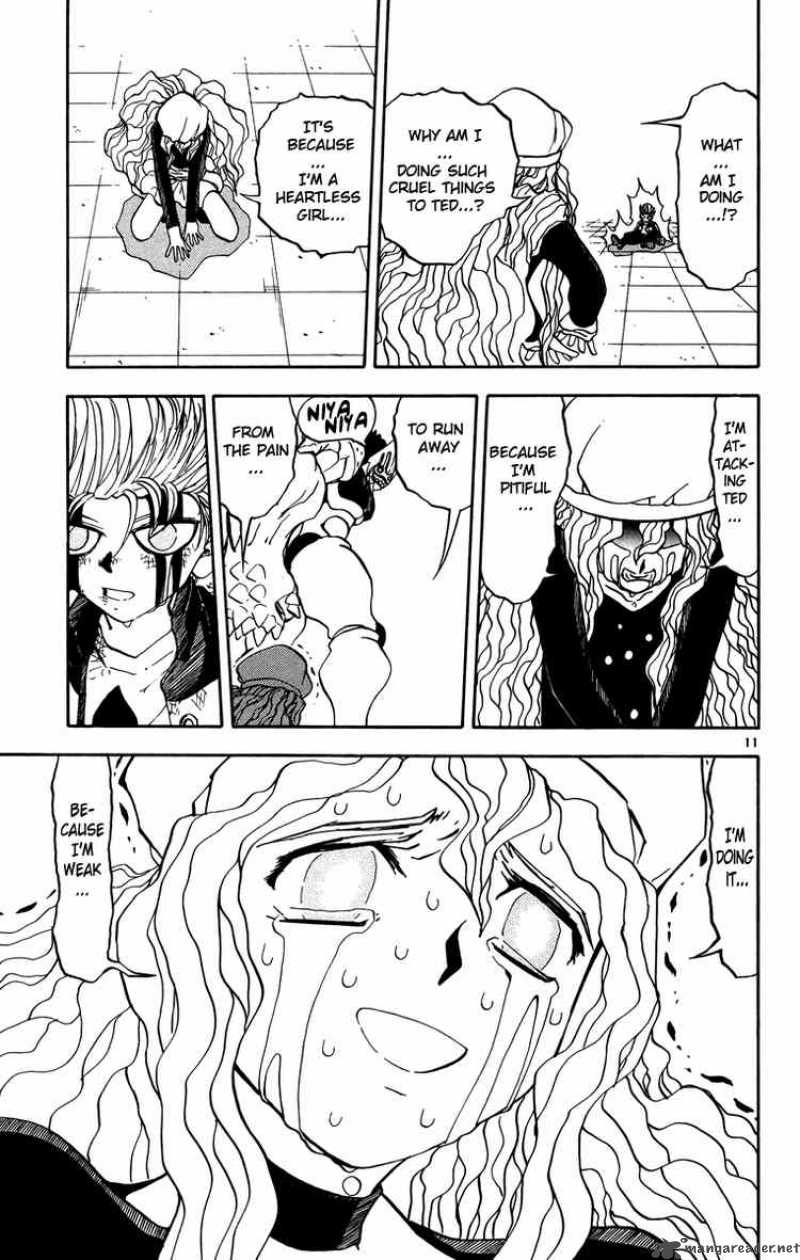 WHAT
...
AM I
DOING
...!?
WHY AM I
...
DOING SUCH
CRUEL THINGS
TO TED...?
IT'S
BECAUSE
...
I'M A
HEARTLESS
GIRL...
I'M
AT-
TACK-
ING
TED
...
BECAUSE
I'M
PITIFUL
...
TO RUN
AWAY
...
NIYA
NIYA
FROM
THE PAIN
...
11
I'M
DOING
IT...
BE-
CAUSE
I'M
WEAK
...
mangareader.net